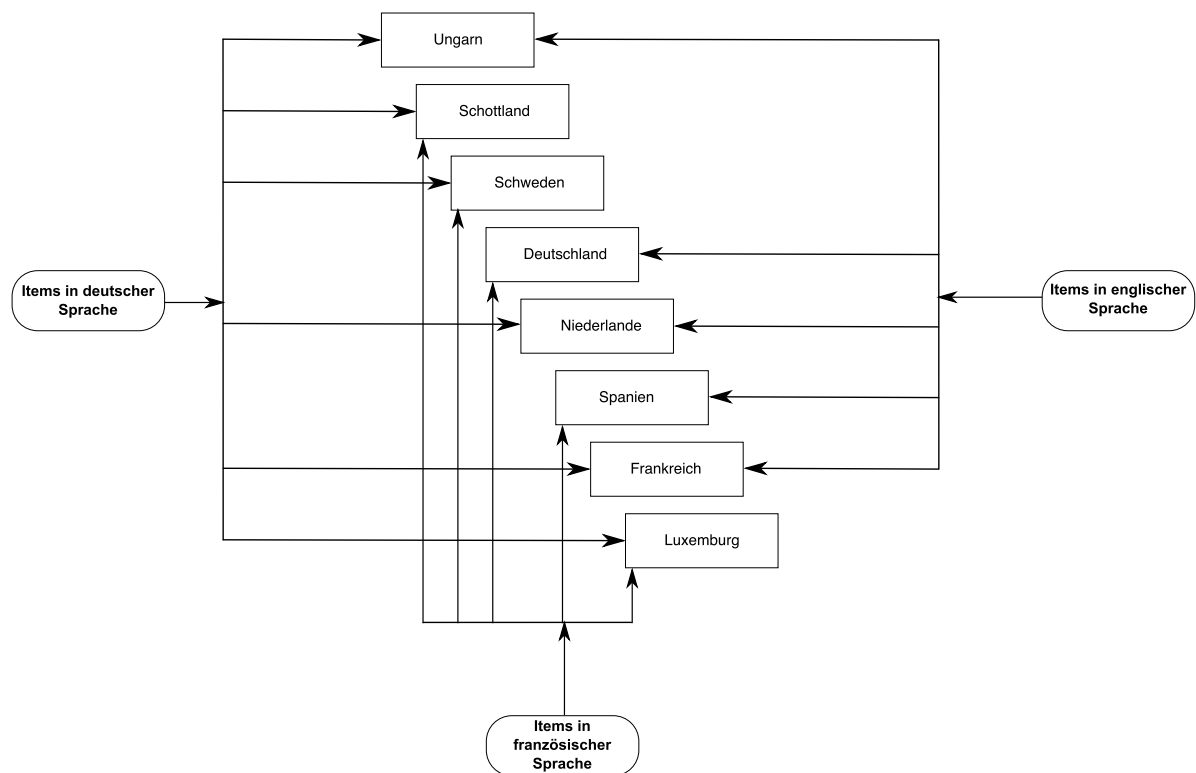 Ungarn
Schottland
Schweden
Deutschland
Items in deutscher
Sprache
Items in englischer
Sprache
Niederlande
Spanien
Frankreich
Luxemburg
Items in
französischer
Sprache